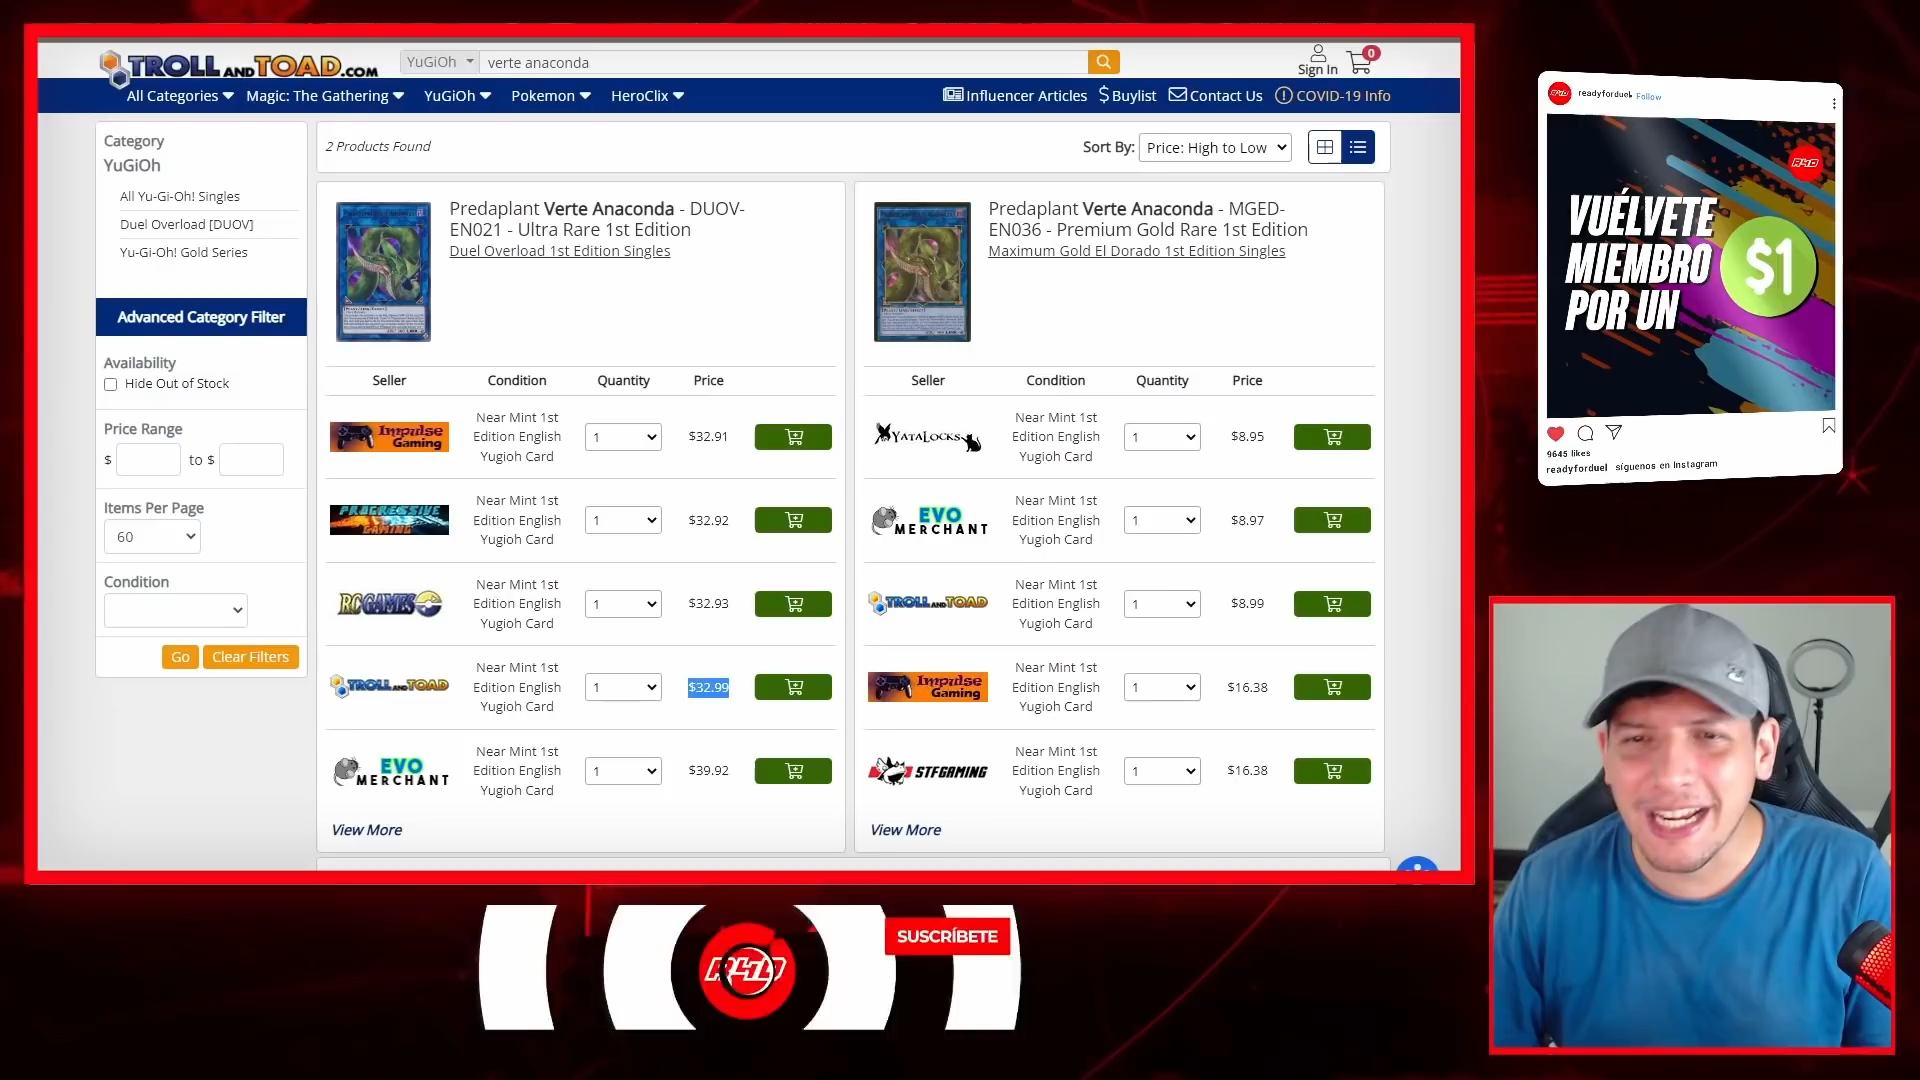 TROLL AND TOAD.COM
YuGiOh
verte anaconda
Sign In
0
All Categories
Magic: The Gathering
YuGiOh
Pokemon
HeroClix
Influencer Articles
$ Buylist
Contact Us
COVID-19 Info
Category
YuGiOh
All Yu-Gi-Oh! Singles
Duel Overload [DUOV]
Yu-Gi-Oh! Gold Series
Advanced Category Filter
Availability
Hide Out of Stock
Price Range
$ to $
Items Per Page
60
Condition
Go
Clear Filters
2 Products Found
Sort By:
Price: High to Low
Predaplant Verte Anaconda - DUOV-
EN021 - Ultra Rare 1st Edition
Duel Overload 1st Edition Singles
Seller Condition Quantity Price
Impulse
Gaming
Near Mint 1st
Edition English
Yugioh Card
1
$32.91
PROGRESSIVE
GAMING
Near Mint 1st
Edition English
Yugioh Card
1
$32.92
RCGAMES
Near Mint 1st
Edition English
Yugioh Card
1
$32.93
TROLL AND TOAD
Near Mint 1st
Edition English
Yugioh Card
1
$32.99
EVO
MERCHANT
Near Mint 1st
Edition English
Yugioh Card
1
$39.92
View More
Predaplant Verte Anaconda - MGED-
EN036 - Premium Gold Rare 1st Edition
Maximum Gold El Dorado 1st Edition Singles
Seller Condition Quantity Price
YATALOCKS
Near Mint 1st
Edition English
Yugioh Card
1
$8.95
EVO
MERCHANT
Near Mint 1st
Edition English
Yugioh Card
1
$8.97
TROLL AND TOAD
Near Mint 1st
Edition English
Yugioh Card
1
$8.99
Impulse
Gaming
Near Mint 1st
Edition English
Yugioh Card
1
$16.38
STFGAMING
Near Mint 1st
Edition English
Yugioh Card
1
$16.38
View More
R4D
readyforduel Follow
R4D
VUÉLVETE
MIEMBRO
POR UN
$1
9645 likes
readyforduel síguenos en Instagram
R4D
SUSCRÍBETE